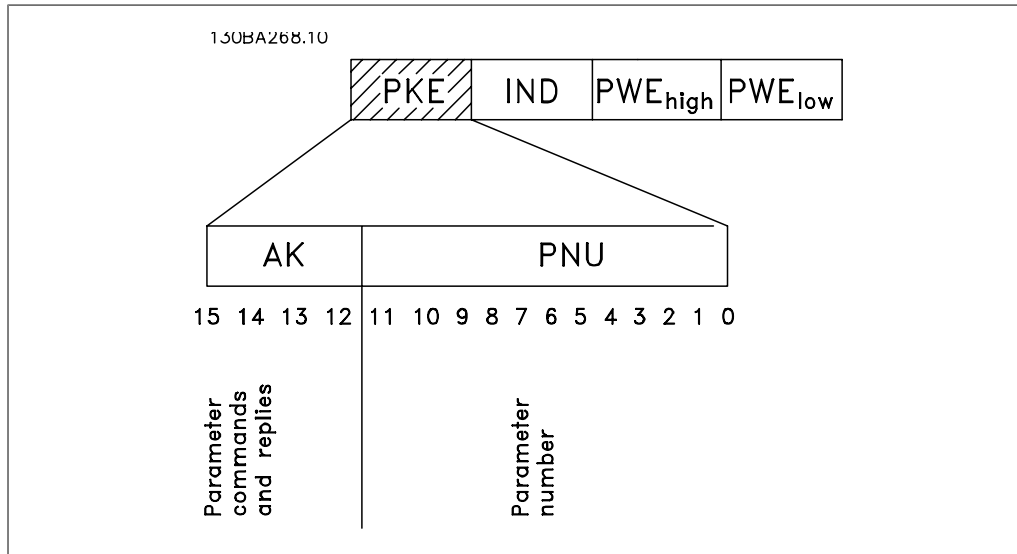 130BA268.10
PKE IND PWEhigh PWElow
AK PNU
15 14 13 12 11 10 9 8 7 6 5 4 3 2 1 0
Parameter
commands
and replies
Parameter
number